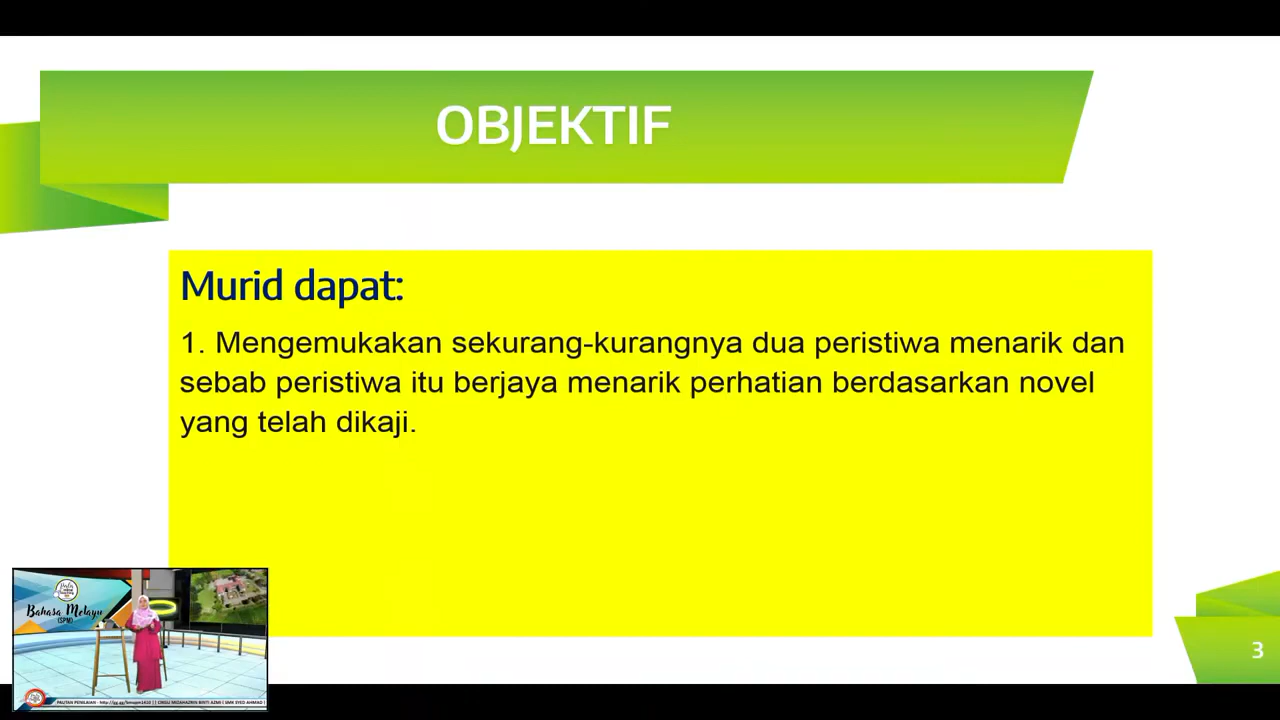 OBJEKTIF
Murid dapat:
1. Mengemukakan sekurang-kurangnya dua peristiwa menarik dan
sebab peristiwa itu berjaya menarik perhatian berdasarkan novel
yang telah dikaji.
Bahasa Melayu
(SPM)
3